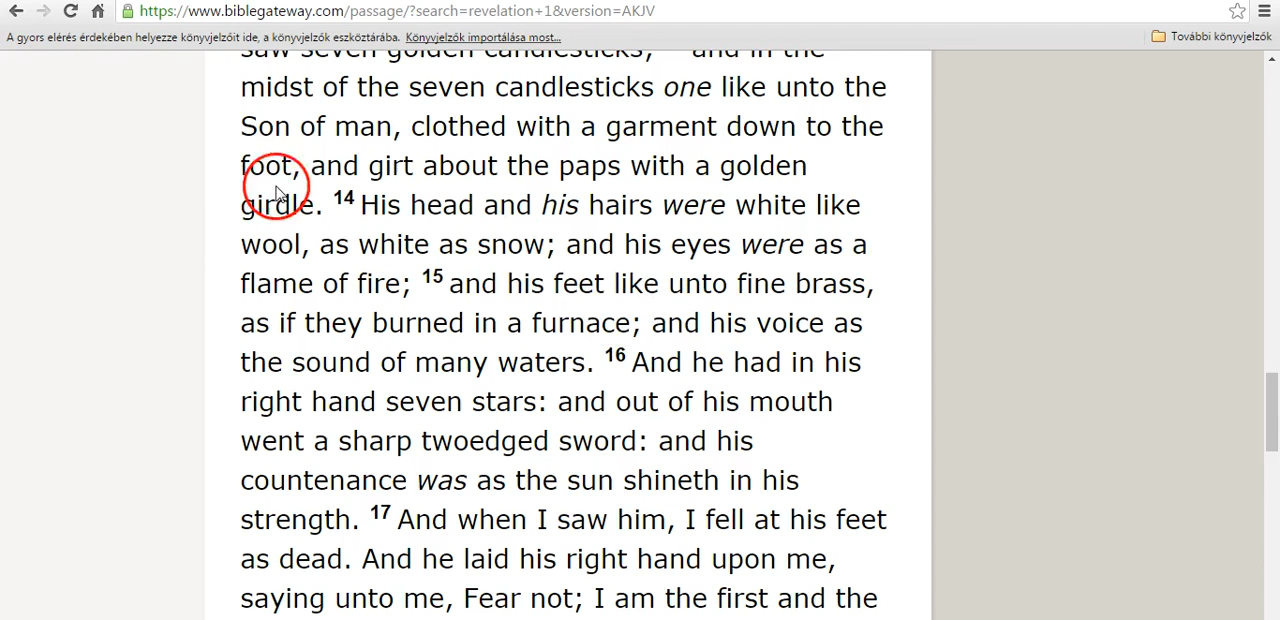 https://www.biblegateway.com/passage/?search=revelation+1&version=AKJV
A gyors elérés érdekében helyezze könyvjelzőit ide, a könyvjelzők eszköztárába. Könyvjelzők importálása most... További könyvjelzők
saw seven golden candlesticks; and in the
midst of the seven candlesticks one like unto the
Son of man, clothed with a garment down to the
foot, and girt about the paps with a golden
girdle. 14 His head and his hairs were white like
wool, as white as snow; and his eyes were as a
flame of fire; 15 and his feet like unto fine brass,
as if they burned in a furnace; and his voice as
the sound of many waters. 16 And he had in his
right hand seven stars: and out of his mouth
went a sharp twoedged sword: and his
countenance was as the sun shineth in his
strength. 17 And when I saw him, I fell at his feet
as dead. And he laid his right hand upon me,
saying unto me, Fear not; I am the first and the